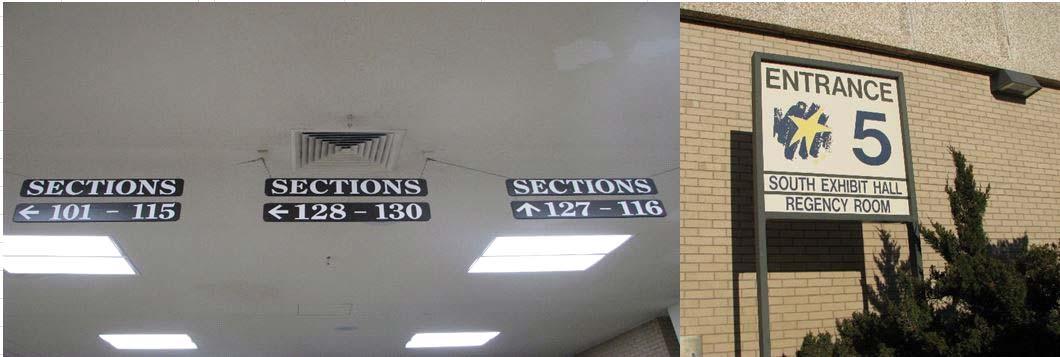 SECTIONS
← 101 - 115
SECTIONS
← 128 - 130
SECTIONS
↑ 127 - 116
ENTRANCE
5
SOUTH EXHIBIT HALL
REGENCY ROOM